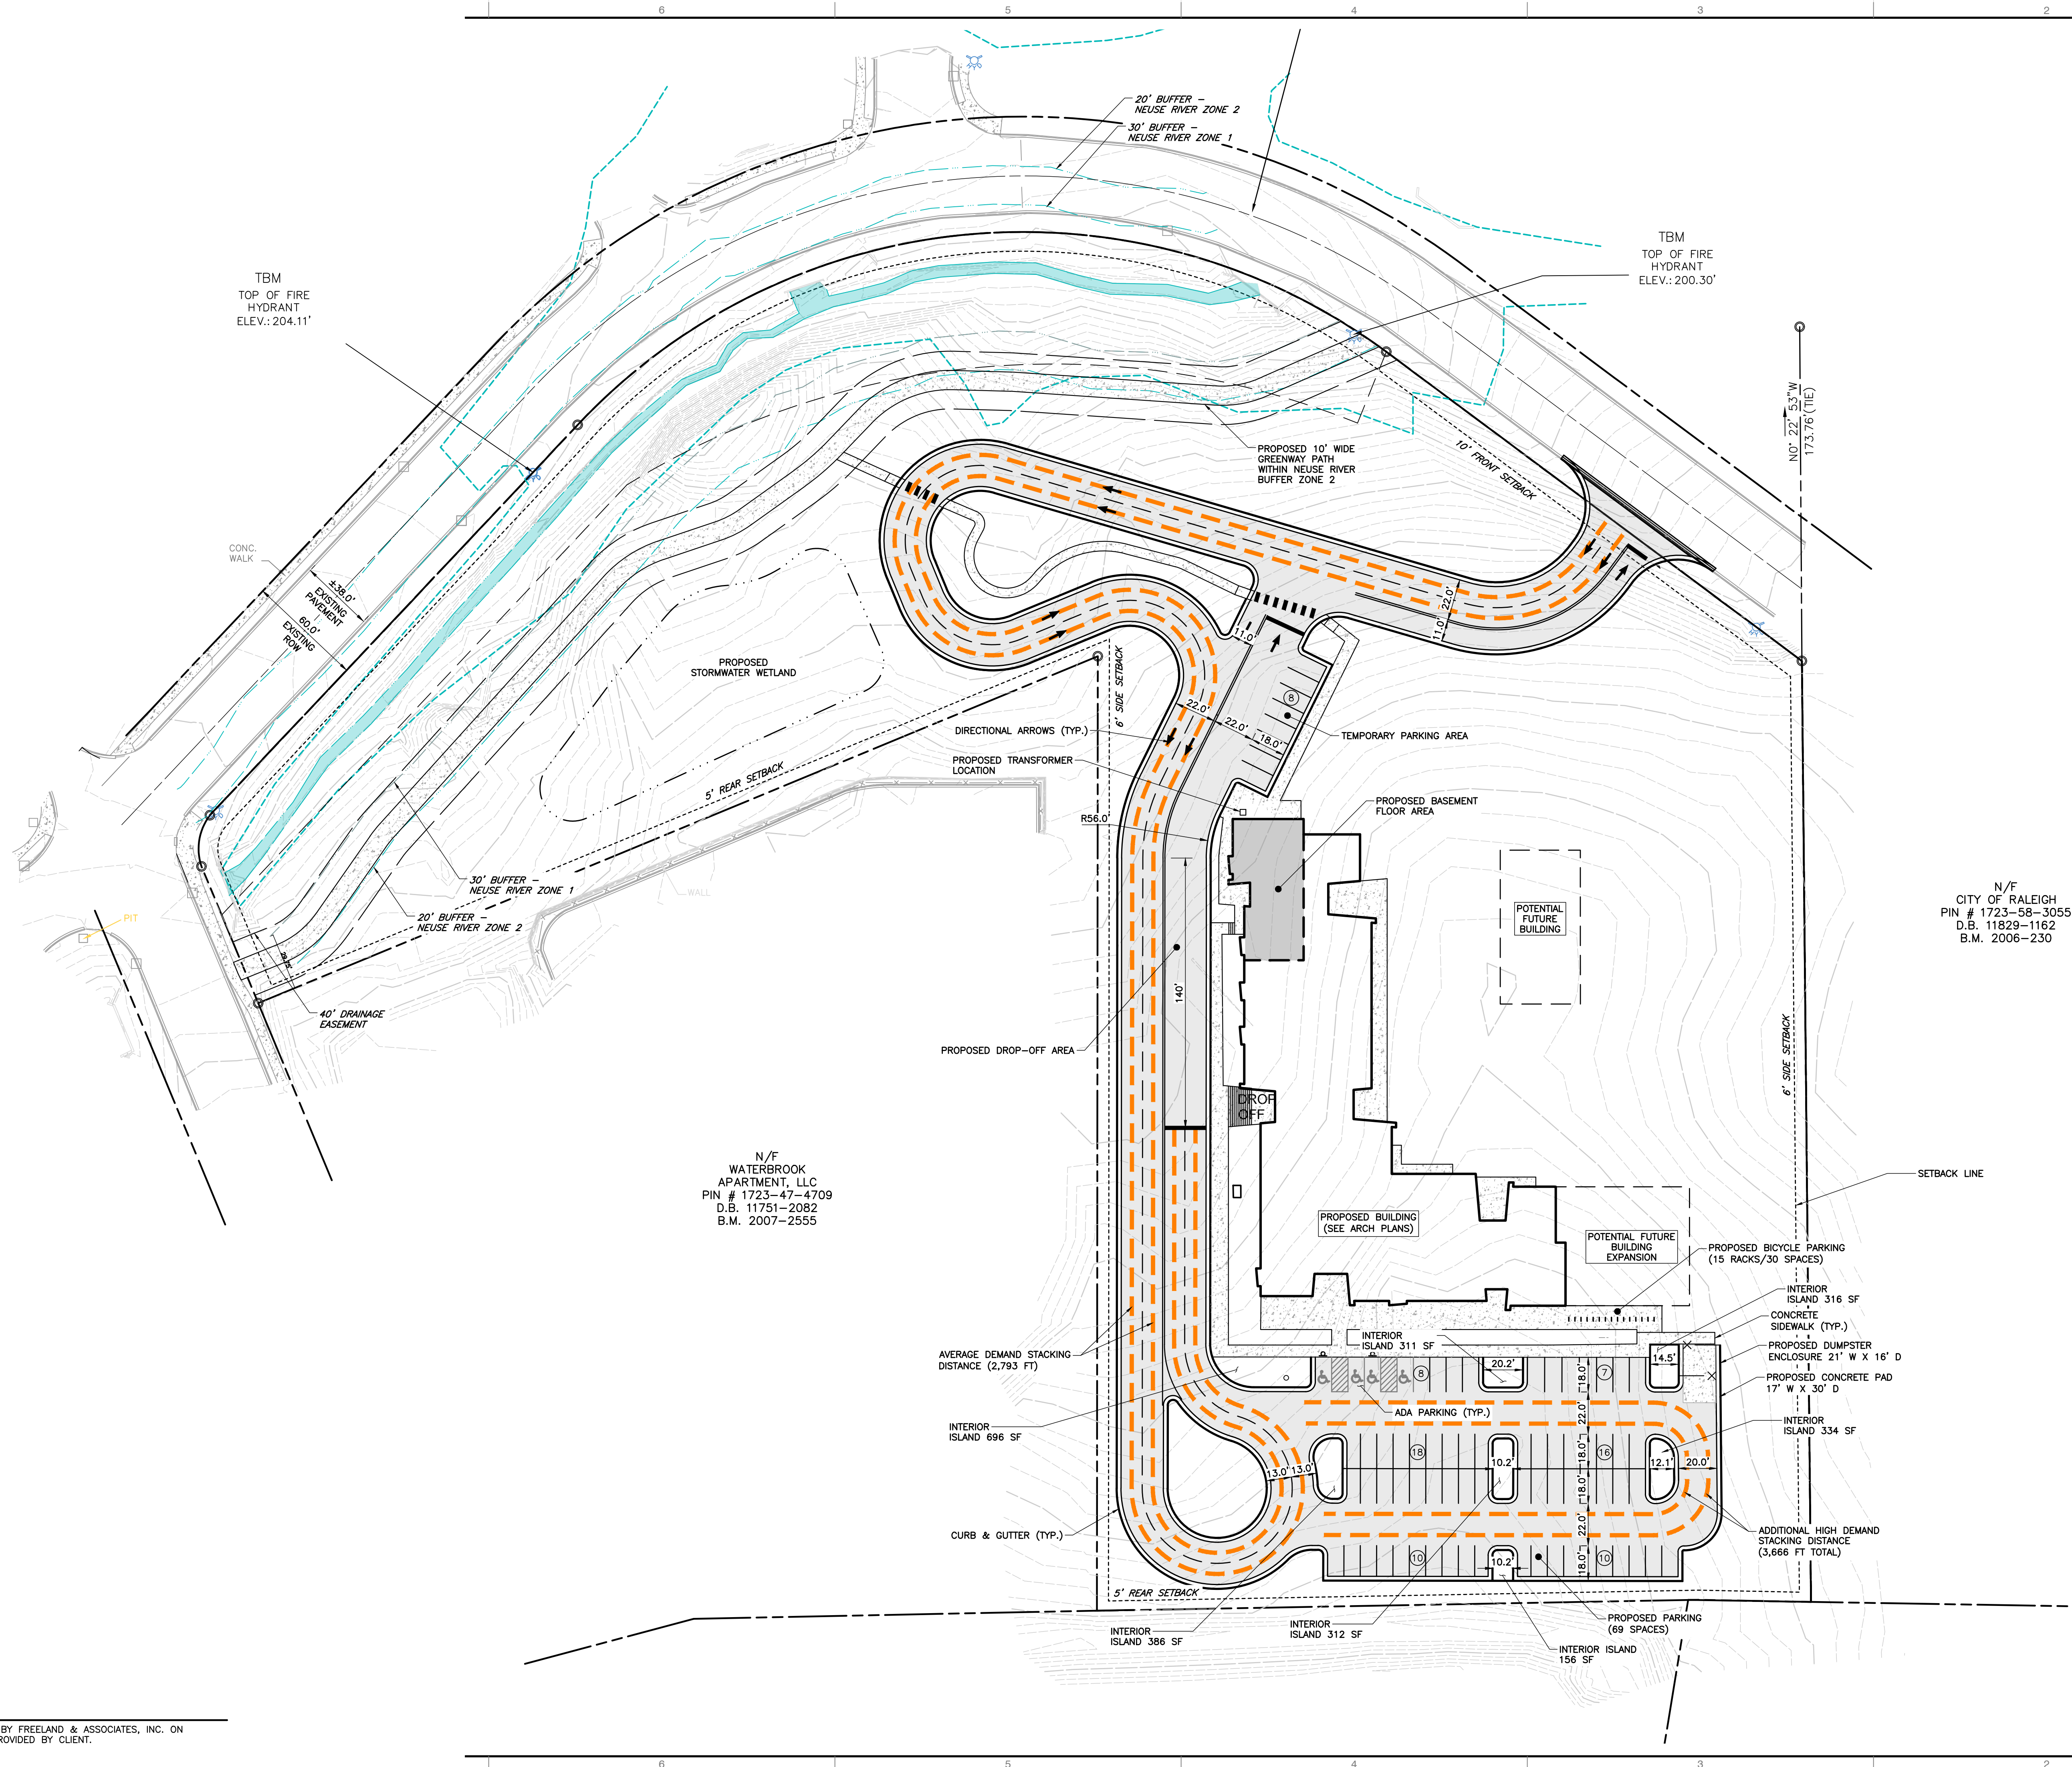 6
5
4
3
2
20' BUFFER –
NEUSE RIVER ZONE 2
30' BUFFER –
NEUSE RIVER ZONE 1
TBM
TOP OF FIRE
HYDRANT
ELEV.: 204.11'
TBM
TOP OF FIRE
HYDRANT
ELEV.: 200.30'
N0° 22' 53"W
173.76'(TIE)
PROPOSED 10' WIDE
GREENWAY PATH
WITHIN NEUSE RIVER
BUFFER ZONE 2
10' FRONT SETBACK
CONC.
WALK
±38.0'
EXISTING
PAVEMENT
60.0'
EXISTING
ROW
22.0'
11.0'
11.0'
PROPOSED
STORMWATER WETLAND
6' SIDE SETBACK
8
22.0'
22.0'
18.0'
DIRECTIONAL ARROWS (TYP.)
TEMPORARY PARKING AREA
PROPOSED TRANSFORMER
LOCATION
5' REAR SETBACK
PROPOSED BASEMENT
FLOOR AREA
R56.0'
30' BUFFER –
NEUSE RIVER ZONE 1
WALL
20' BUFFER –
NEUSE RIVER ZONE 2
PIT
29.75'
40' DRAINAGE
EASEMENT
POTENTIAL
FUTURE
BUILDING
N/F
CITY OF RALEIGH
PIN # 1723–58–3055
D.B. 11829–1162
B.M. 2006–230
140'
PROPOSED DROP–OFF AREA
6' SIDE SETBACK
DROP
OFF
N/F
WATERBROOK
APARTMENT, LLC
PIN # 1723–47–4709
D.B. 11751–2082
B.M. 2007–2555
SETBACK LINE
PROPOSED BUILDING
(SEE ARCH PLANS)
POTENTIAL FUTURE
BUILDING
EXPANSION
PROPOSED BICYCLE PARKING
(15 RACKS/30 SPACES)
INTERIOR
ISLAND 316 SF
CONCRETE
SIDEWALK (TYP.)
INTERIOR
ISLAND 311 SF
AVERAGE DEMAND STACKING
DISTANCE (2,793 FT)
PROPOSED DUMPSTER
ENCLOSURE 21' W X 16' D
20.2'
14.5'
8
18.0'
7
PROPOSED CONCRETE PAD
17' W X 30' D
ADA PARKING (TYP.)
22.0'
INTERIOR
ISLAND 696 SF
INTERIOR
ISLAND 334 SF
18
18.0'
16
10.2'
12.1'
20.0'
13.0'
13.0'
18.0'
CURB & GUTTER (TYP.)
22.0'
ADDITIONAL HIGH DEMAND
STACKING DISTANCE
(3,666 FT TOTAL)
10
10.2'
18.0'
10
5' REAR SETBACK
INTERIOR
ISLAND 386 SF
INTERIOR
ISLAND 312 SF
PROPOSED PARKING
(69 SPACES)
INTERIOR ISLAND
156 SF
BY FREELAND & ASSOCIATES, INC. ON
ROVIDED BY CLIENT.
6
5
4
3
2